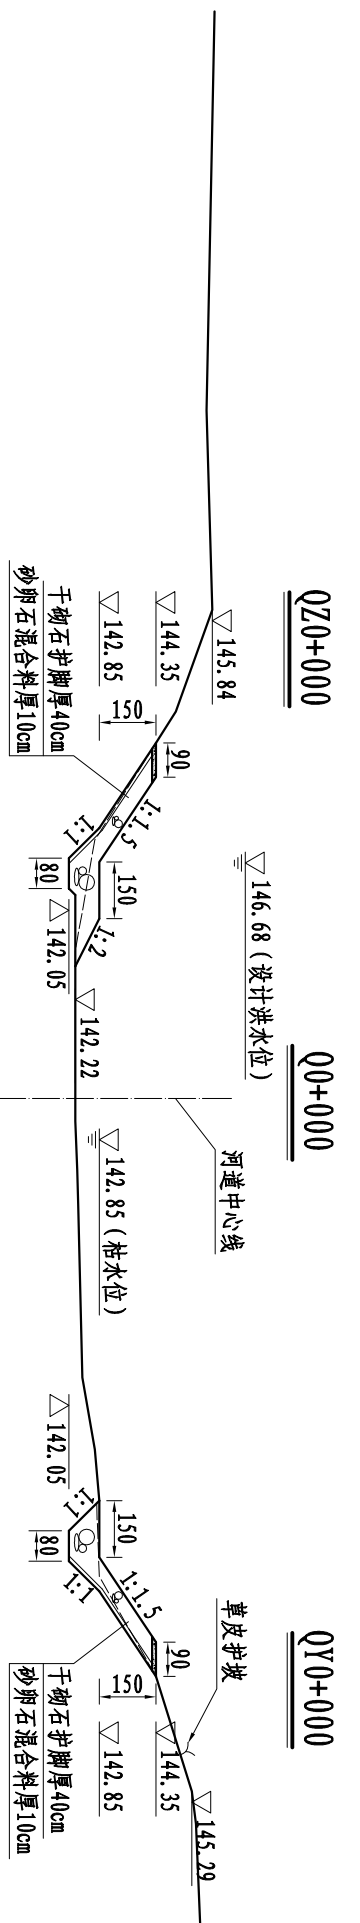 QZ0+000
145.84
144.35
142.85
150
90
干砌石护脚厚40cm
砂卵石混合料厚10cm
1:1.5
1:1
80
150
1:2
142.05
142.22
146.68(设计洪水位)
Q0+000
河道中心线
142.85(枯水位)
142.05
1:1
150
80
1:1
1:1.5
90
150
草皮护坡
QY0+000
144.35
142.85
145.29
干砌石护脚厚40cm
砂卵石混合料厚10cm